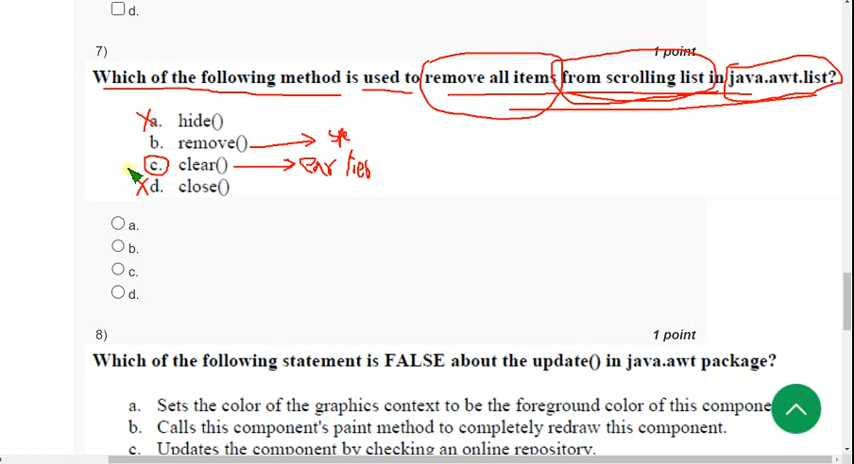 d.
7)
1 point
Which of the following method is used to remove all items from scrolling list in java.awt.list?
a. hide()
b. remove()
c. clear()
d. close()
a.
b.
c.
d.
8)
1 point
Which of the following statement is FALSE about the update() in java.awt package?
a. Sets the color of the graphics context to be the foreground color of this compone
b. Calls this component's paint method to completely redraw this component.
c. Updates the component by checking an online repository.